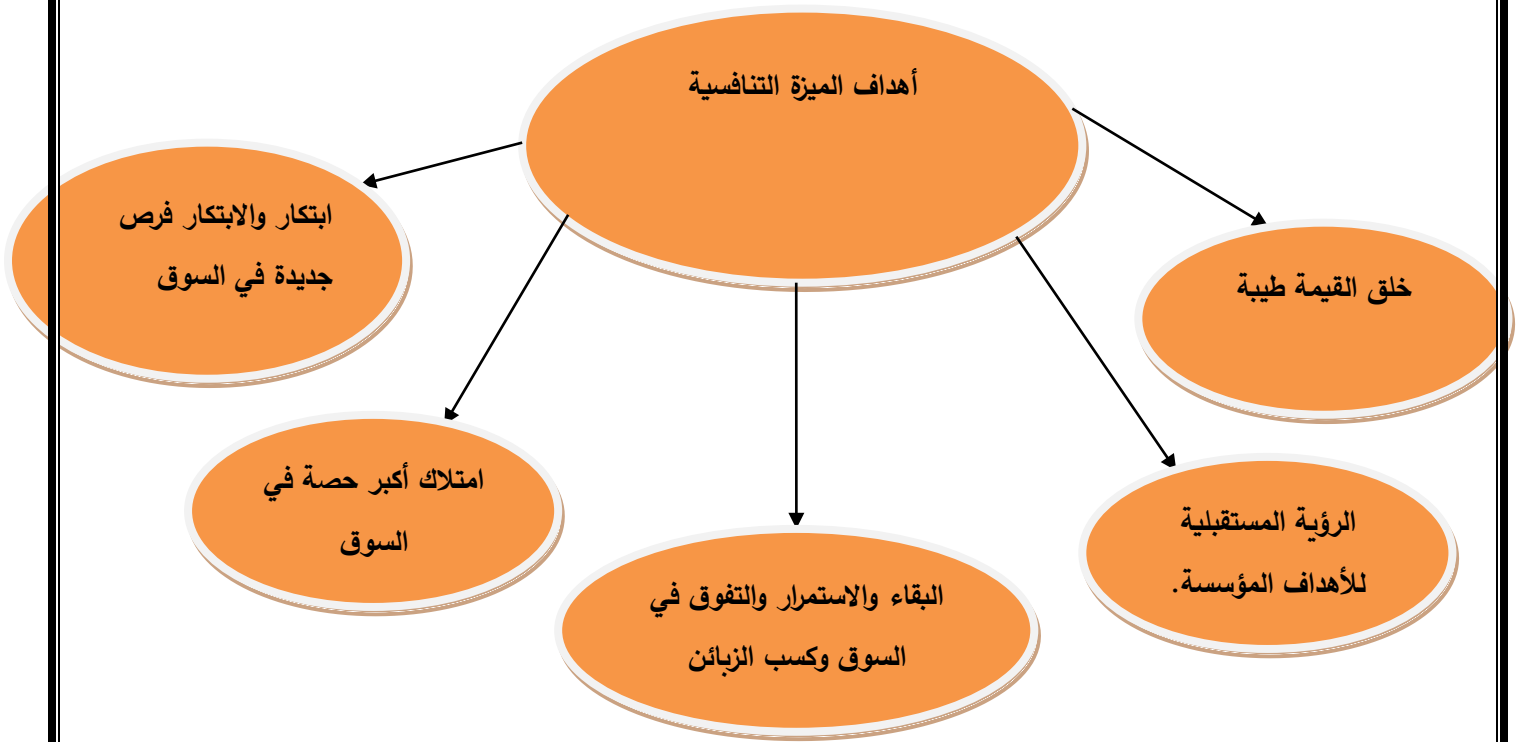 أهداف الميزة التنافسية
خلق القيمة طيبة
ابتكار والابتكار فرص
جديدة في السوق
امتلاك أكبر حصة في
السوق
الرؤية المستقبلية
للأهداف المؤسسة.
البقاء والاستمرار والتفوق في
السوق وكسب الزبائن